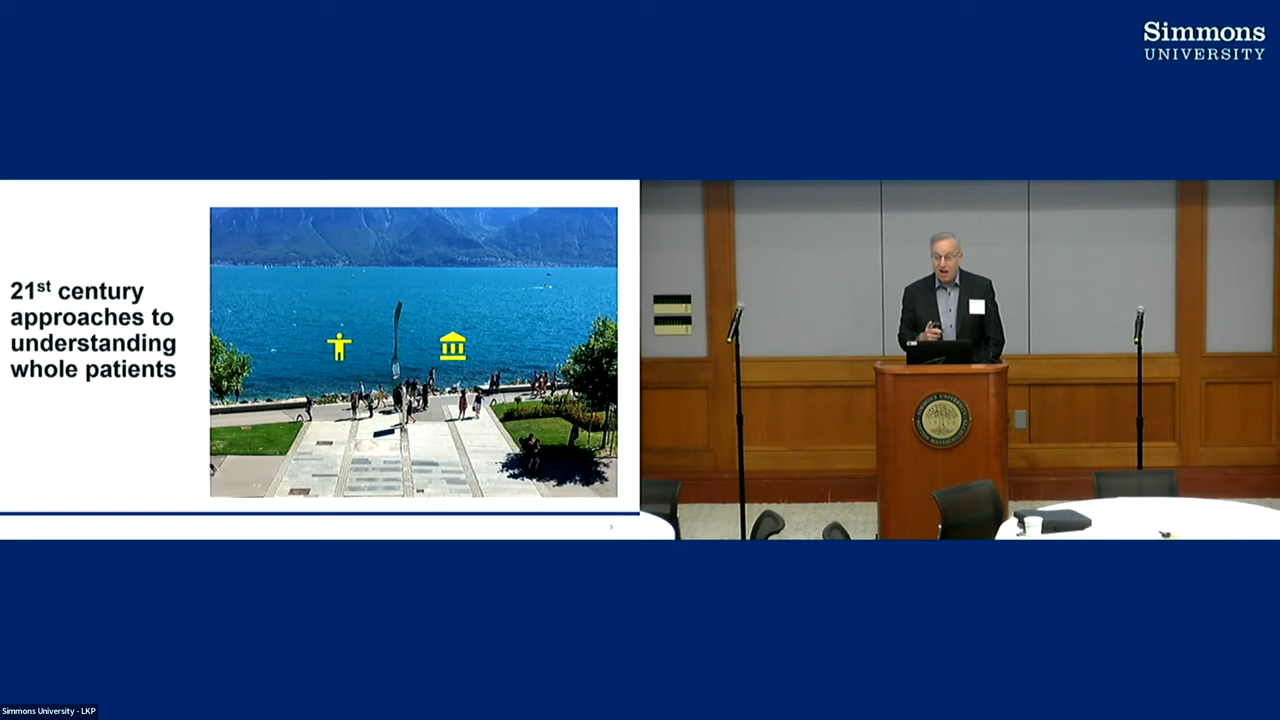 Simmons
UNIVERSITY
21st century
approaches to
understanding
whole patients
Simmons University - LKP